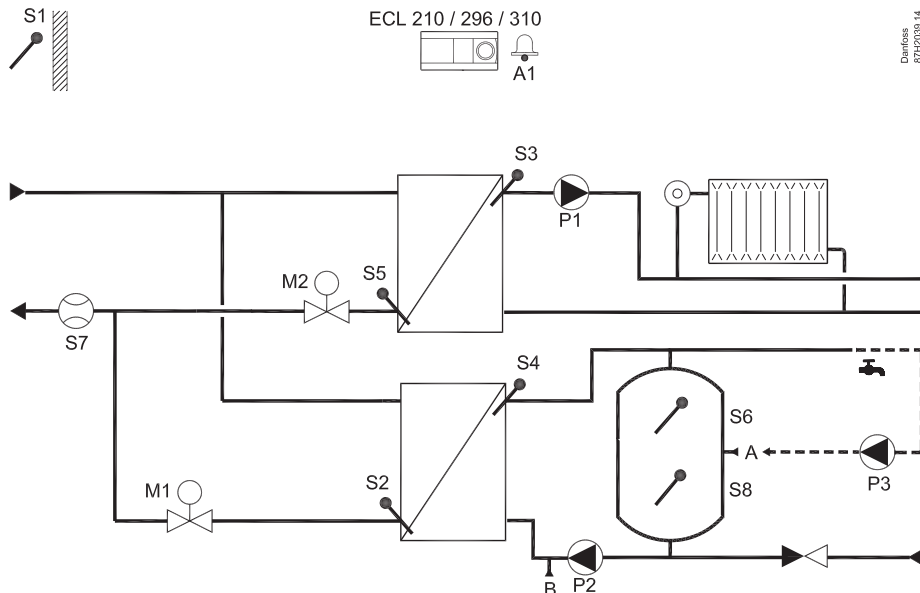 S1
ECL 210 / 296 / 310
A1
Danfoss
87H2039.14
S3
P1
M2
S5
S7
S4
S6
A
P3
S8
M1
S2
B
P2